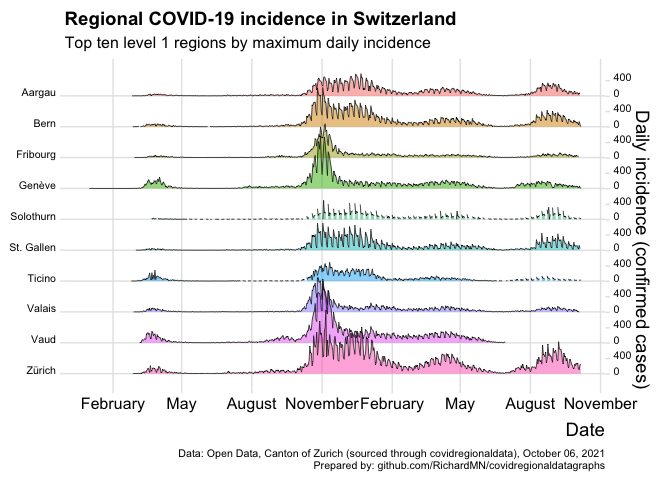 Regional COVID-19 incidence in Switzerland
Top ten level 1 regions by maximum daily incidence
Aargau 400 0
Bern 400 0
Fribourg 400 0
Genève 400 0
Solothurn 400 0
St. Gallen 400 0
Ticino 400 0
Valais 400 0
Vaud 400 0
Zürich 400 0
Daily incidence (confirmed cases)
February May August November February May August November
Date
Data: Open Data, Canton of Zurich (sourced through covidregionaldata), October 06, 2021
Prepared by: github.com/RichardMN/covidregionaldatagraphs